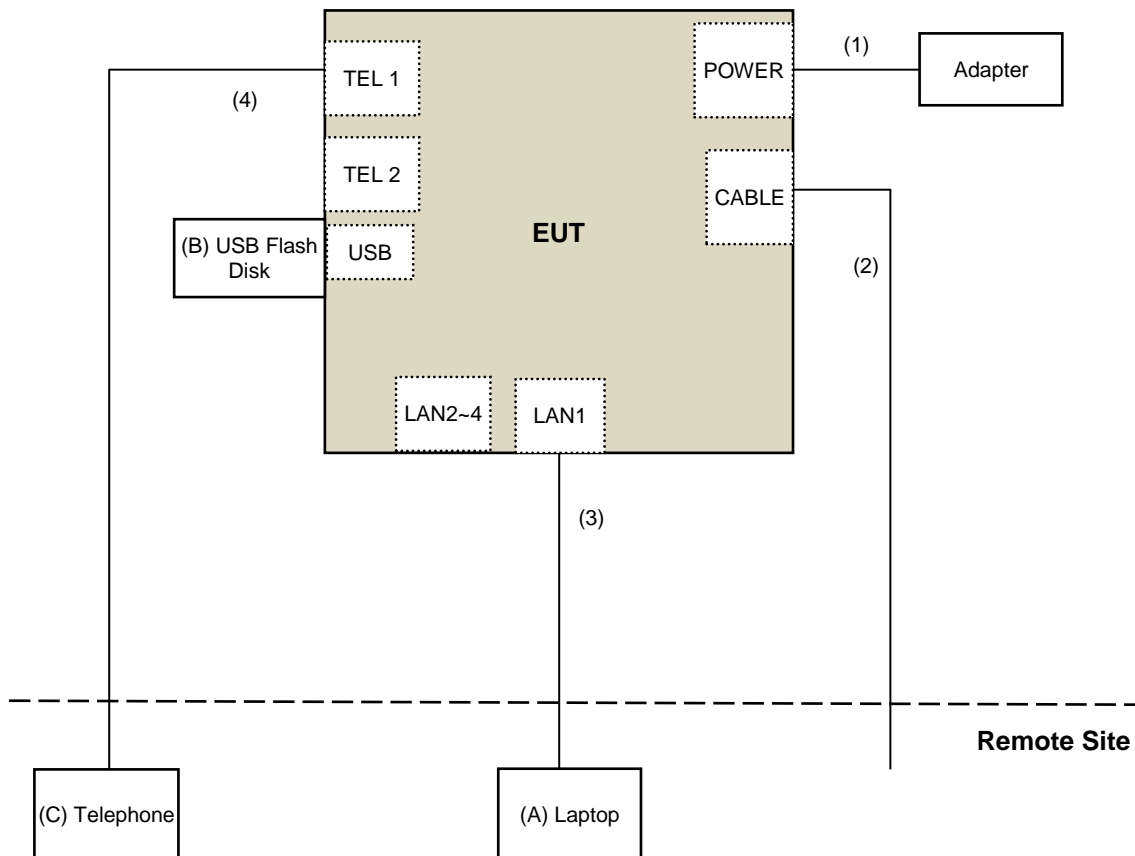 (1)
TEL 1
POWER
Adapter
(4)
TEL 2
CABLE
EUT
(B) USB Flash
Disk
USB
(2)
LAN2~4
LAN1
(3)
Remote Site
(C) Telephone
(A) Laptop